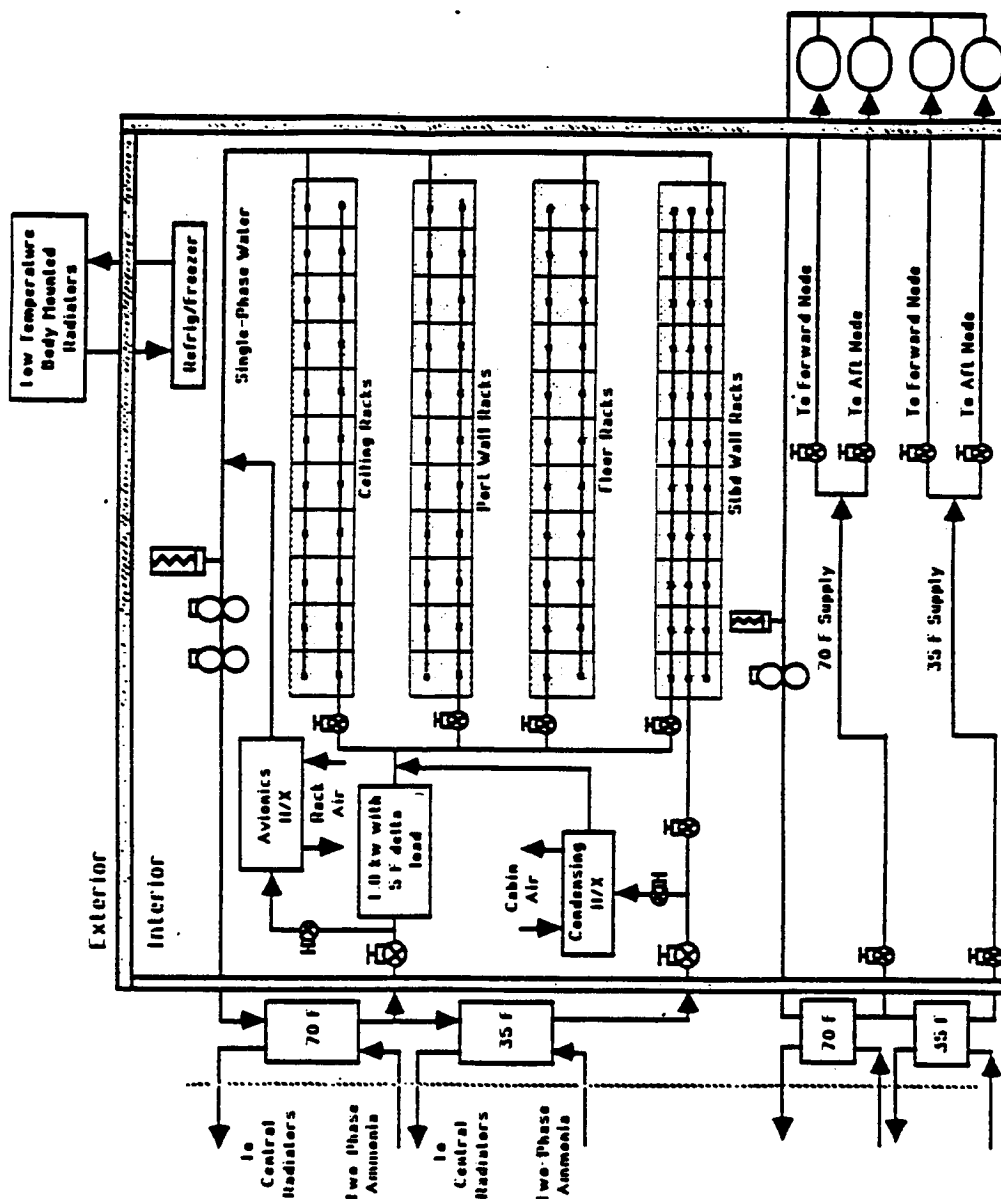 Low Temperature
Body Mounted
Radiators
Refrig/Freezer
Exterior
Interior
Single-Phase Water
Ceiling Racks
Port Wall Racks
Floor Racks
Stbd Wall Racks
Avionics
H/X
Rack
Air
1.0 kw with
5 F delta
load
Cabin
Air
Condensing
H/X
70 F
35 F
70 F
35 F
To
Central
Radiators
Two Phase
Ammonia
To
Central
Radiators
Two-Phase
Ammonia
70 F Supply
35 F Supply
To Forward Node
To Aft Node
To Forward Node
To Aft Node